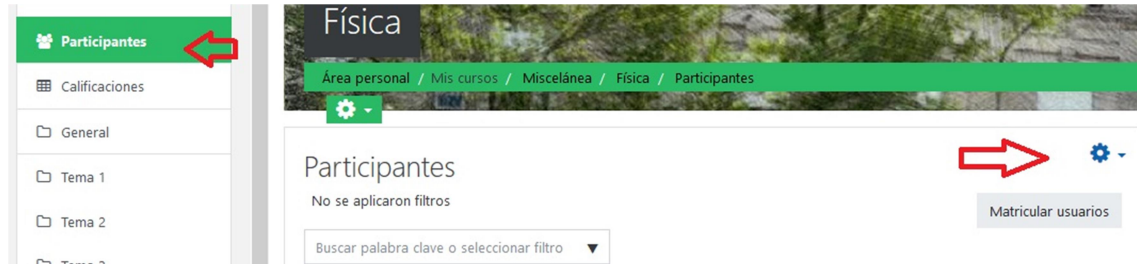 Participantes
Calificaciones
General
Tema 1
Tema 2
Física
Área personal / Mis cursos / Miscelánea / Física / Participantes
Participantes
No se aplicaron filtros
Matricular usuarios
Buscar palabra clave o seleccionar filtro ▼